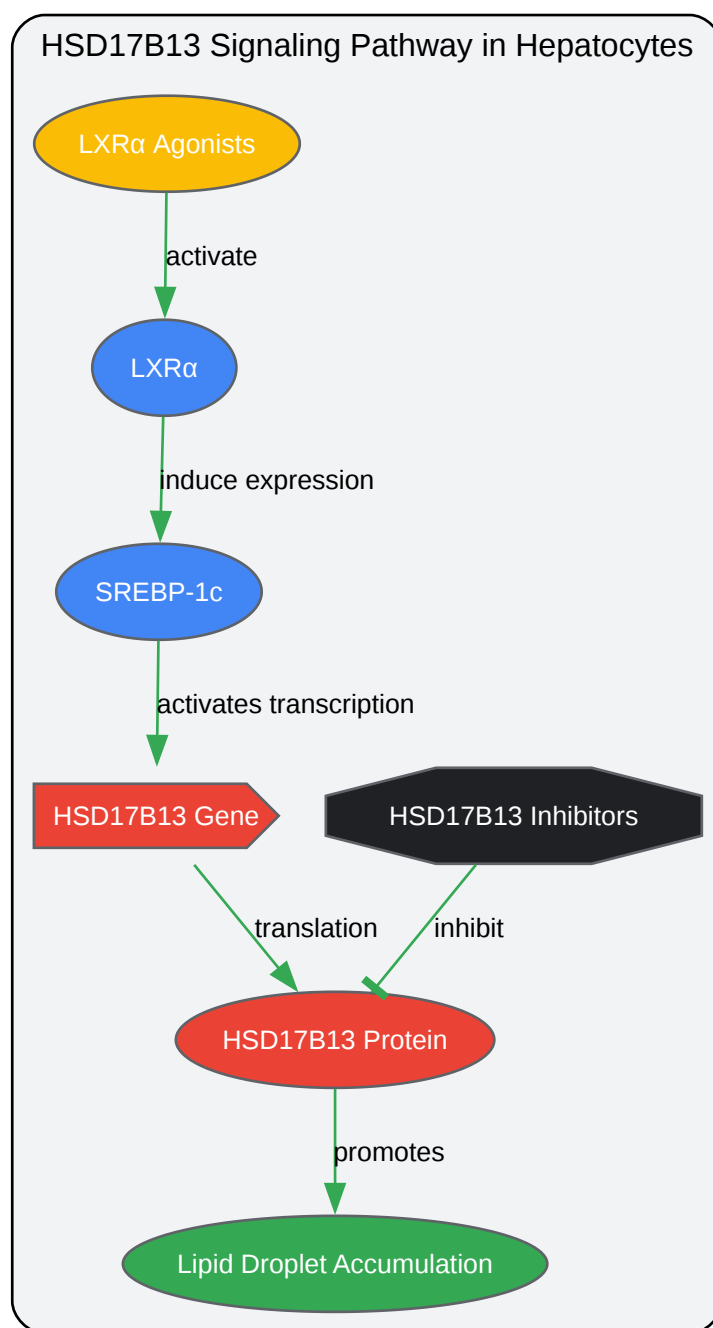 HSD17B13 Signaling Pathway in Hepatocytes
LXRα Agonists
activate
LXRα
induce expression
SREBP-1c
activates transcription
HSD17B13 Gene
HSD17B13 Inhibitors
translation
inhibit
HSD17B13 Protein
promotes
Lipid Droplet Accumulation